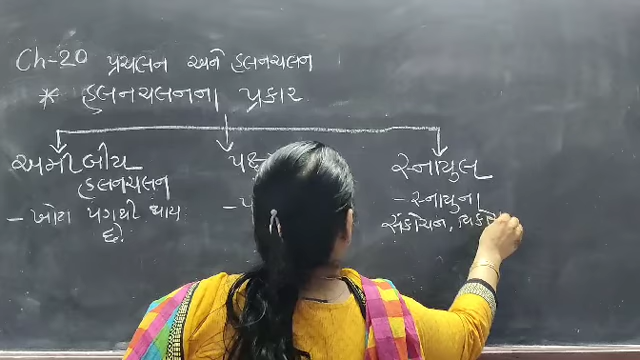 Ch-20 પ્રચલન અને હલનચલન
* હલનચલનના પ્રકાર
અમીબીય
હલનચલન
- ખોટા પગથી થાય
છે.
સ્નાયુલ
- સ્નાયુના
સંકોચન,